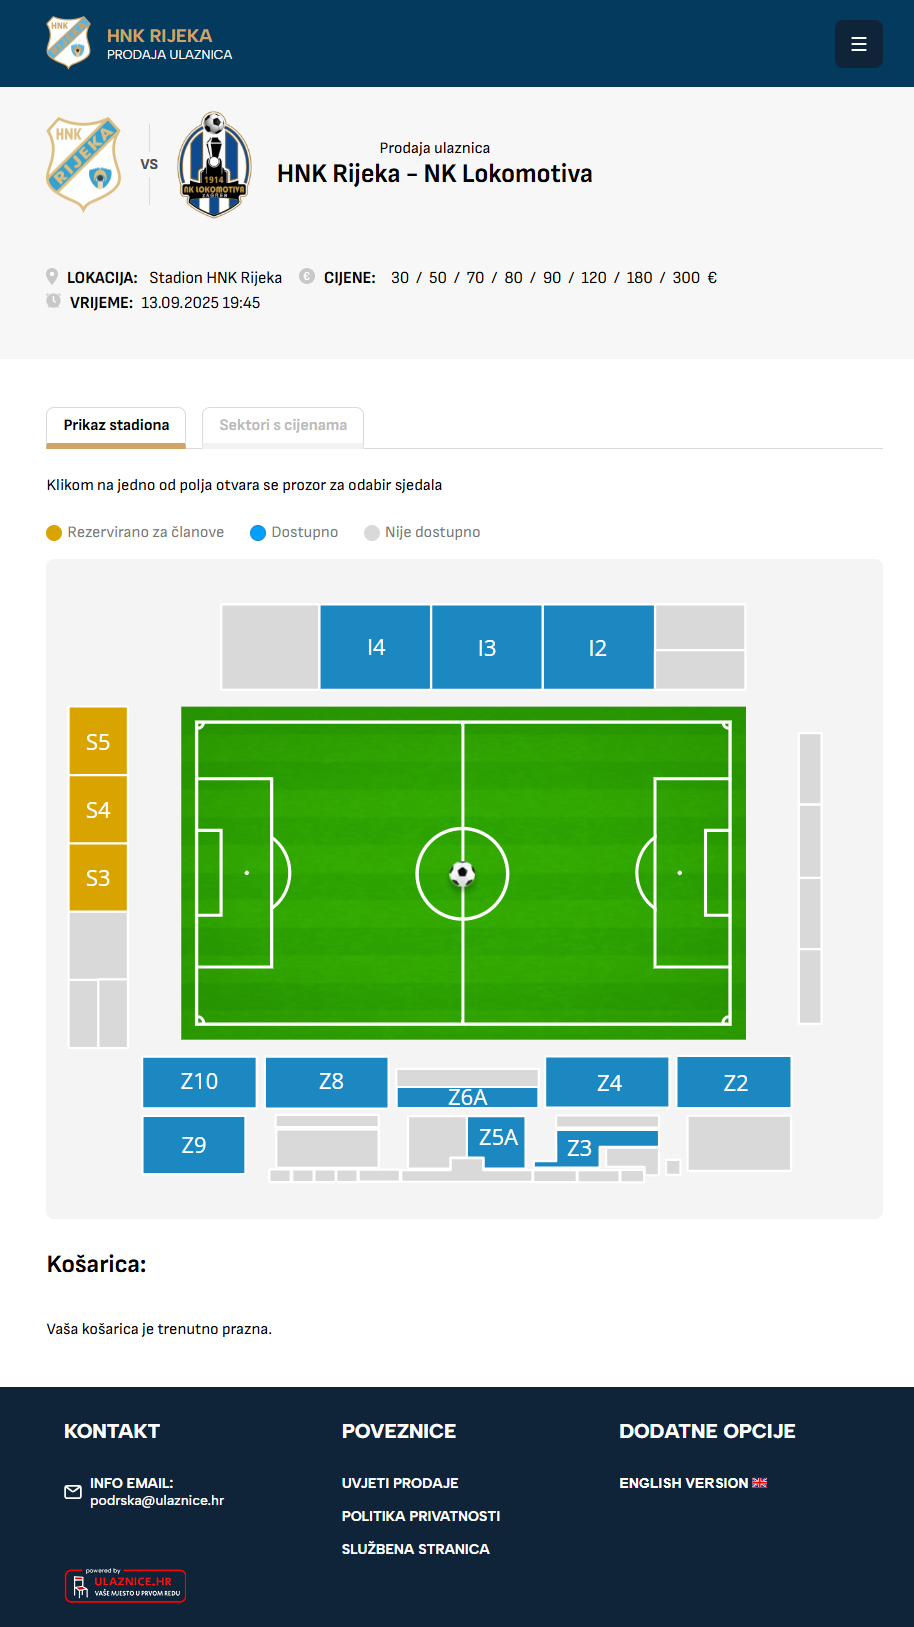 HNK
RIJEKA
HNK RIJEKA
PRODAJA ULAZNICA
HNK
RIJEKA
VS
1914
NK LOKOMOTIVA
ZAGREB
Prodaja ulaznica
HNK Rijeka - NK Lokomotiva
LOKACIJA: Stadion HNK Rijeka € CIJENE: 30 / 50 / 70 / 80 / 90 / 120 / 180 / 300 €
VRIJEME: 13.09.2025 19:45
Prikaz stadiona Sektori s cijenama
Klikom na jedno od polja otvara se prozor za odabir sjedala
Rezervirano za članove Dostupno Nije dostupno
I4 I3 I2
S5
S4
S3
Z10 Z8 Z6A Z4 Z2
Z9 Z5A Z3
Košarica:
Vaša košarica je trenutno prazna.
KONTAKT
INFO EMAIL:
podrska@ulaznice.hr
powered by
ULAZNICE.HR
VAŠE MJESTO U PRVOM REDU
POVEZNICE
UVJETI PRODAJE
POLITIKA PRIVATNOSTI
SLUŽBENA STRANICA
DODATNE OPCIJE
ENGLISH VERSION